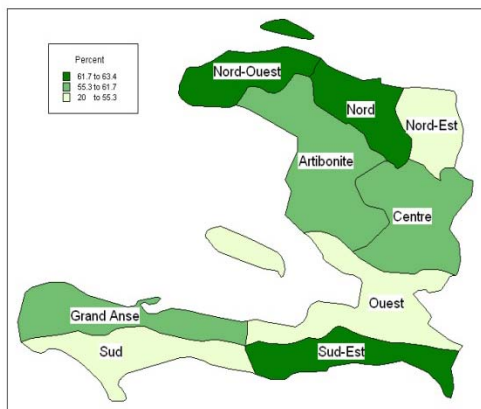 Percent
61.7 to 63.4
55.3 to 61.7
20 to 55.3
Nord-Ouest
Nord
Nord-Est
Artibonite
Centre
Ouest
Grand Anse
Sud
Sud-Est